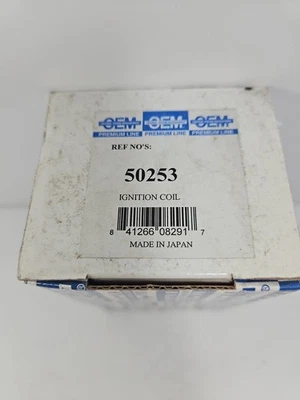 OEM OEM OEM
PREMIUM LINE PREMIUM LINE PREMIUM LINE
REF NO'S:
50253
IGNITION COIL
8 41266 08291 7
MADE IN JAPAN